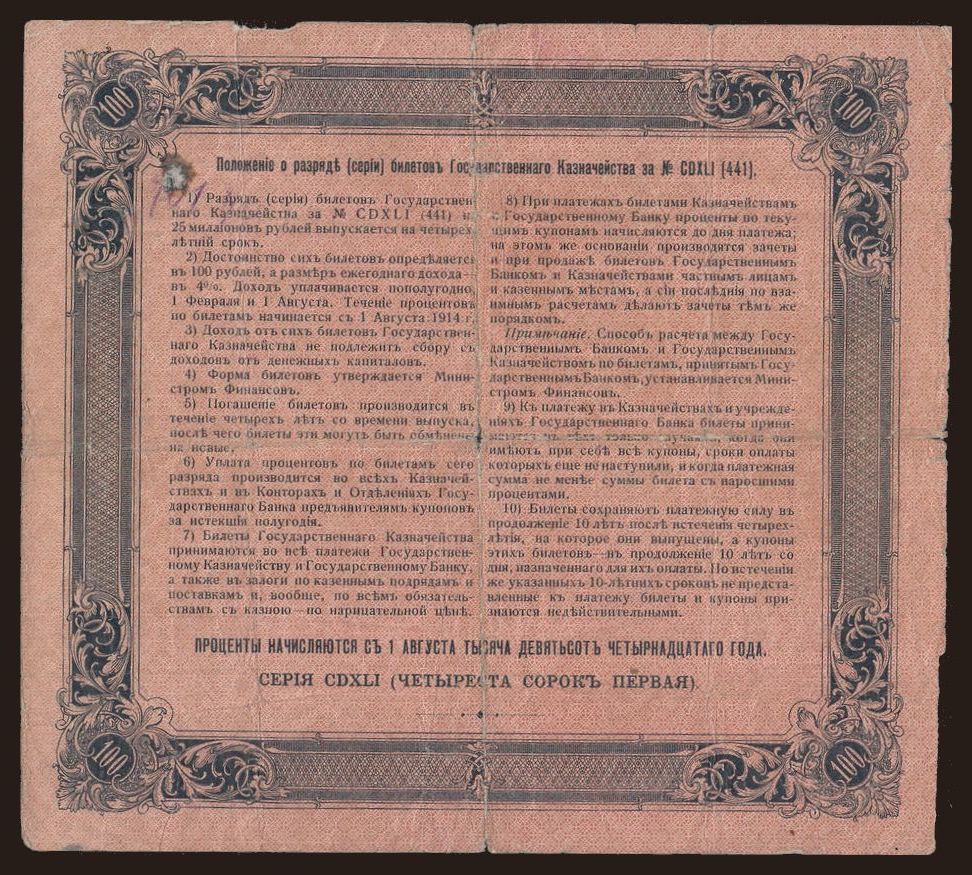 100 100
Положеніе о разрядѣ (серіи) билетовъ Государственнаго Казначейства за № CDXLI (441).
1) Разрядъ (серія) билетовъ Государствен-
наго Казначейства за № CDXLI (441) на
25 милліоновъ рублей выпускается на четырех-
лѣтній срокъ.
2) Достоинство сихъ билетовъ опредѣляется
въ 100 рублей, а размѣръ ежегоднаго дохода—
въ 4%. Доходъ уплачивается пополугодно,
1 Февраля и 1 Августа. Теченіе процентовъ
по билетамъ начинается съ 1 Августа 1914 г.
3) Доходъ отъ сихъ билетовъ Государствен-
наго Казначейства не подлежитъ сбору съ
доходовъ отъ денежныхъ капиталовъ.
4) Форма билетовъ утверждается Мини-
стромъ Финансовъ.
5) Погашеніе билетовъ производится въ
теченіе четырехъ лѣтъ со времени выпуска,
послѣ чего билеты эти могутъ быть обмѣнены
на новые.
6) Уплата процентовъ по билетамъ сего
разряда производится во всѣхъ Казначей-
ствахъ и въ Конторахъ и Отдѣленіяхъ Госу-
дарственнаго Банка предъявителямъ купоновъ
за истекшія полугодія.
7) Билеты Государственнаго Казначейства
принимаются во всѣ платежи Государствен-
ному Казначейству и Государственному Банку,
а также въ залоги по казеннымъ подрядамъ и
поставкамъ и, вообще, по всѣмъ обязатель-
ствамъ съ казною—по нарицательной цѣнѣ.
8) При платежахъ билетами Казначействамъ
и Государственному Банку проценты по теку-
щимъ купонамъ начисляются до дня платежа;
на этомъ же основаніи производятся зачеты
и при продажѣ билетовъ Государственнымъ
Банкомъ и Казначействами частнымъ лицамъ
и казеннымъ мѣстамъ, а сіи послѣднія по вза-
имнымъ расчетамъ дѣлаютъ зачеты тѣмъ же
порядкомъ.
Примѣчаніе. Способъ расчета между Госу-
дарственнымъ Банкомъ и Государственнымъ
Казначействомъ по билетамъ, принятымъ Госу-
дарственнымъ Банкомъ, устанавливается Мини-
стромъ Финансовъ.
9) Къ платежу въ Казначействахъ и учрежде-
ніяхъ Государственнаго Банка билеты прини-
маются въ тѣхъ только случаяхъ, когда они
имѣютъ при себѣ всѣ купоны, сроки оплаты
которыхъ еще не наступили, и когда платежная
сумма не менѣе суммы билета съ наросшими
процентами.
10) Билеты сохраняютъ платежную силу въ
продолженіе 10 лѣтъ послѣ истеченія четырех-
лѣтія, на которое они выпущены, а купоны
этихъ билетовъ—въ продолженіе 10 лѣтъ со
дня, назначеннаго для ихъ оплаты. По истеченіи
же указанныхъ 10-лѣтнихъ сроковъ не предста-
вленные къ платежу билеты и купоны при-
знаются недѣйствительными.
ПРОЦЕНТЫ НАЧИСЛЯЮТСЯ СЪ 1 АВГУСТА ТЫСЯЧА ДЕВЯТЬСОТЪ ЧЕТЫРНАДЦАТАГО ГОДА.
СЕРІЯ CDXLI (ЧЕТЫРЕСТА СОРОКЪ ПЕРВАЯ).
100 100